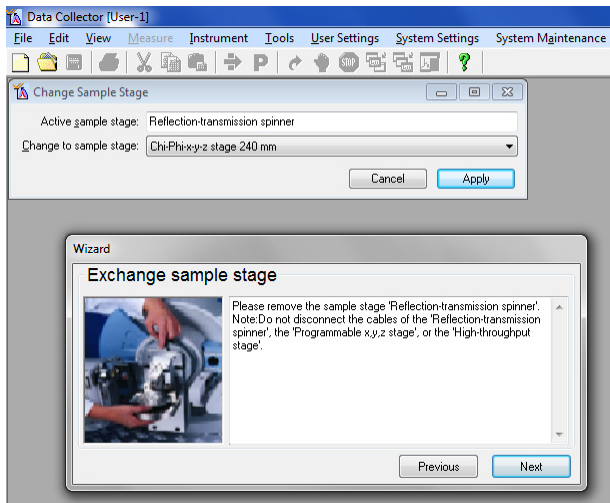 Data Collector [User-1]
File Edit View Measure Instrument Tools User Settings System Settings System Maintenance
STOP
P
?
Change Sample Stage
Active sample stage: Reflection-transmission spinner
Change to sample stage: Chi-Phi-x-y-z stage 240 mm
Cancel Apply
Wizard
Exchange sample stage
Please remove the sample stage 'Reflection-transmission spinner'.
Note:Do not disconnect the cables of the 'Reflection-transmission
spinner', the 'Programmable x,y,z stage', or the 'High-throughput
stage'.
Previous Next